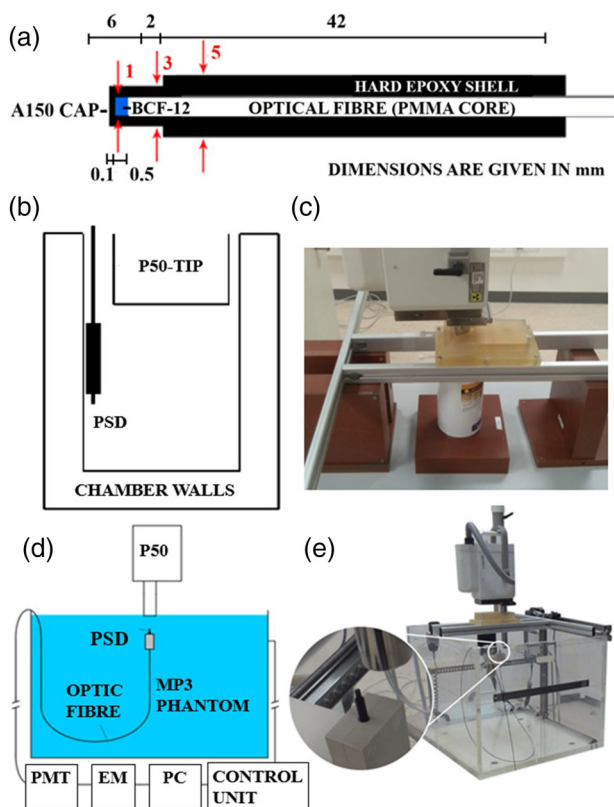 (a)
6 2 42
1 3 5
HARD EPOXY SHELL
A150 CAP
BCF-12
OPTICAL FIBRE (PMMA CORE)
0.1 0.5
DIMENSIONS ARE GIVEN IN mm
(b)
P50-TIP
PSD
CHAMBER WALLS
(c)
(d)
P50
PSD
OPTIC
FIBRE
MP3
PHANTOM
PMT
EM
PC
CONTROL
UNIT
(e)